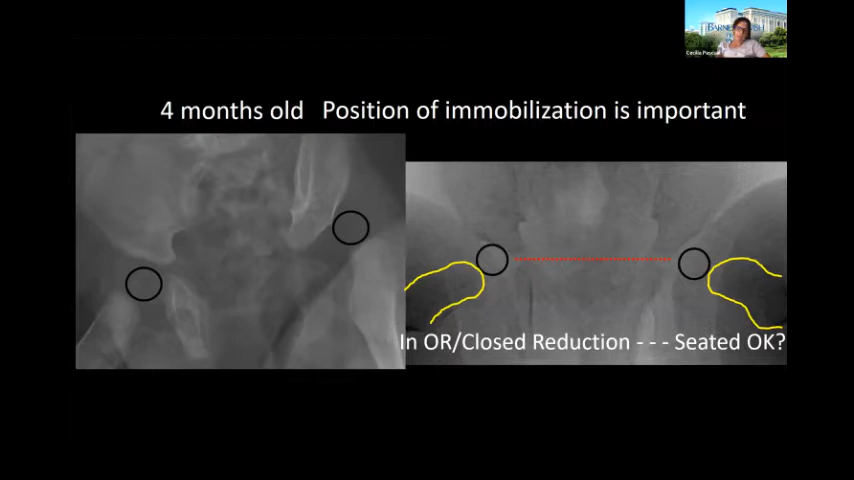 4 months old Position of immobilization is important
In OR/Closed Reduction - - - Seated OK?